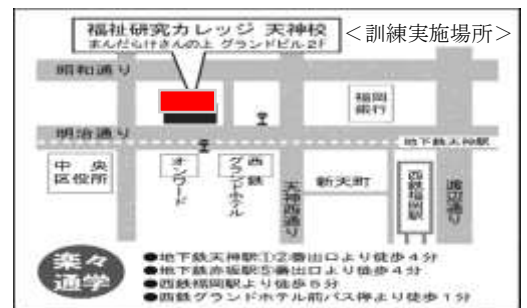 福祉研究カレッジ 天神校
まんだらけさんの上 グランドビル2F
＜訓練実施場所＞
昭和通り
福岡
銀行
明治通り
地下鉄天神駅
中央
区役所
オンワード
西鉄
グランドホテル
天神西通り
新天町
西鉄福岡駅
渡辺通り
楽々
通学
●地下鉄天神駅①②番出口より徒歩4分
●地下鉄赤坂駅⑤番出口より徒歩4分
●西鉄福岡駅より徒歩5分
●西鉄グランドホテル前バス停より徒歩1分